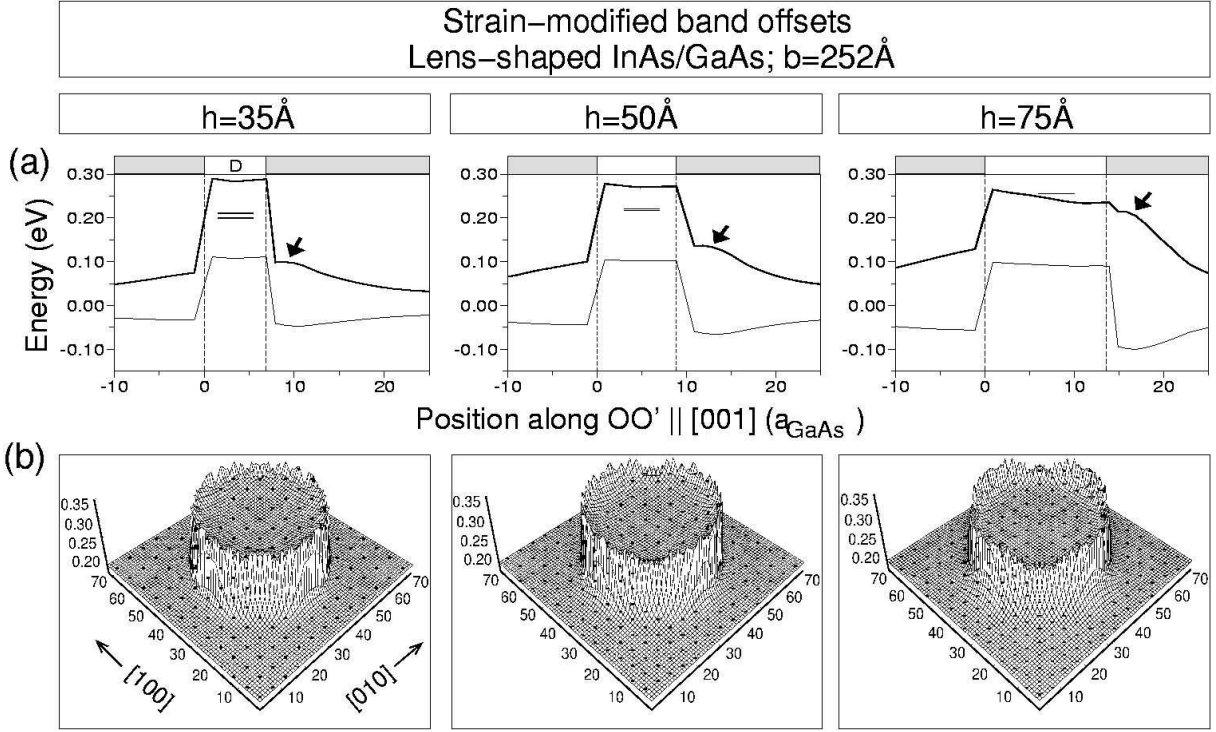 Strain−modified band offsets
Lens−shaped InAs/GaAs; b=252Å
h=35Å
h=50Å
h=75Å
(a)
D
Energy (eV)
0.30
0.20
0.10
0.00
−0.10
0.30
0.20
0.10
0.00
−0.10
0.30
0.20
0.10
0.00
−0.10
−10 0 10 20
−10 0 10 20
−10 0 10 20
Position along OO' || [001] (aGaAs)
(b)
0.35
0.30
0.25
0.20
70 60 50 40 30 20 10
10 20 30 40 50 60 70
[100]
[010]
0.35
0.30
0.25
0.20
70 60 50 40 30 20 10
10 20 30 40 50 60 70
0.35
0.30
0.25
0.20
70 60 50 40 30 20 10
10 20 30 40 50 60 70